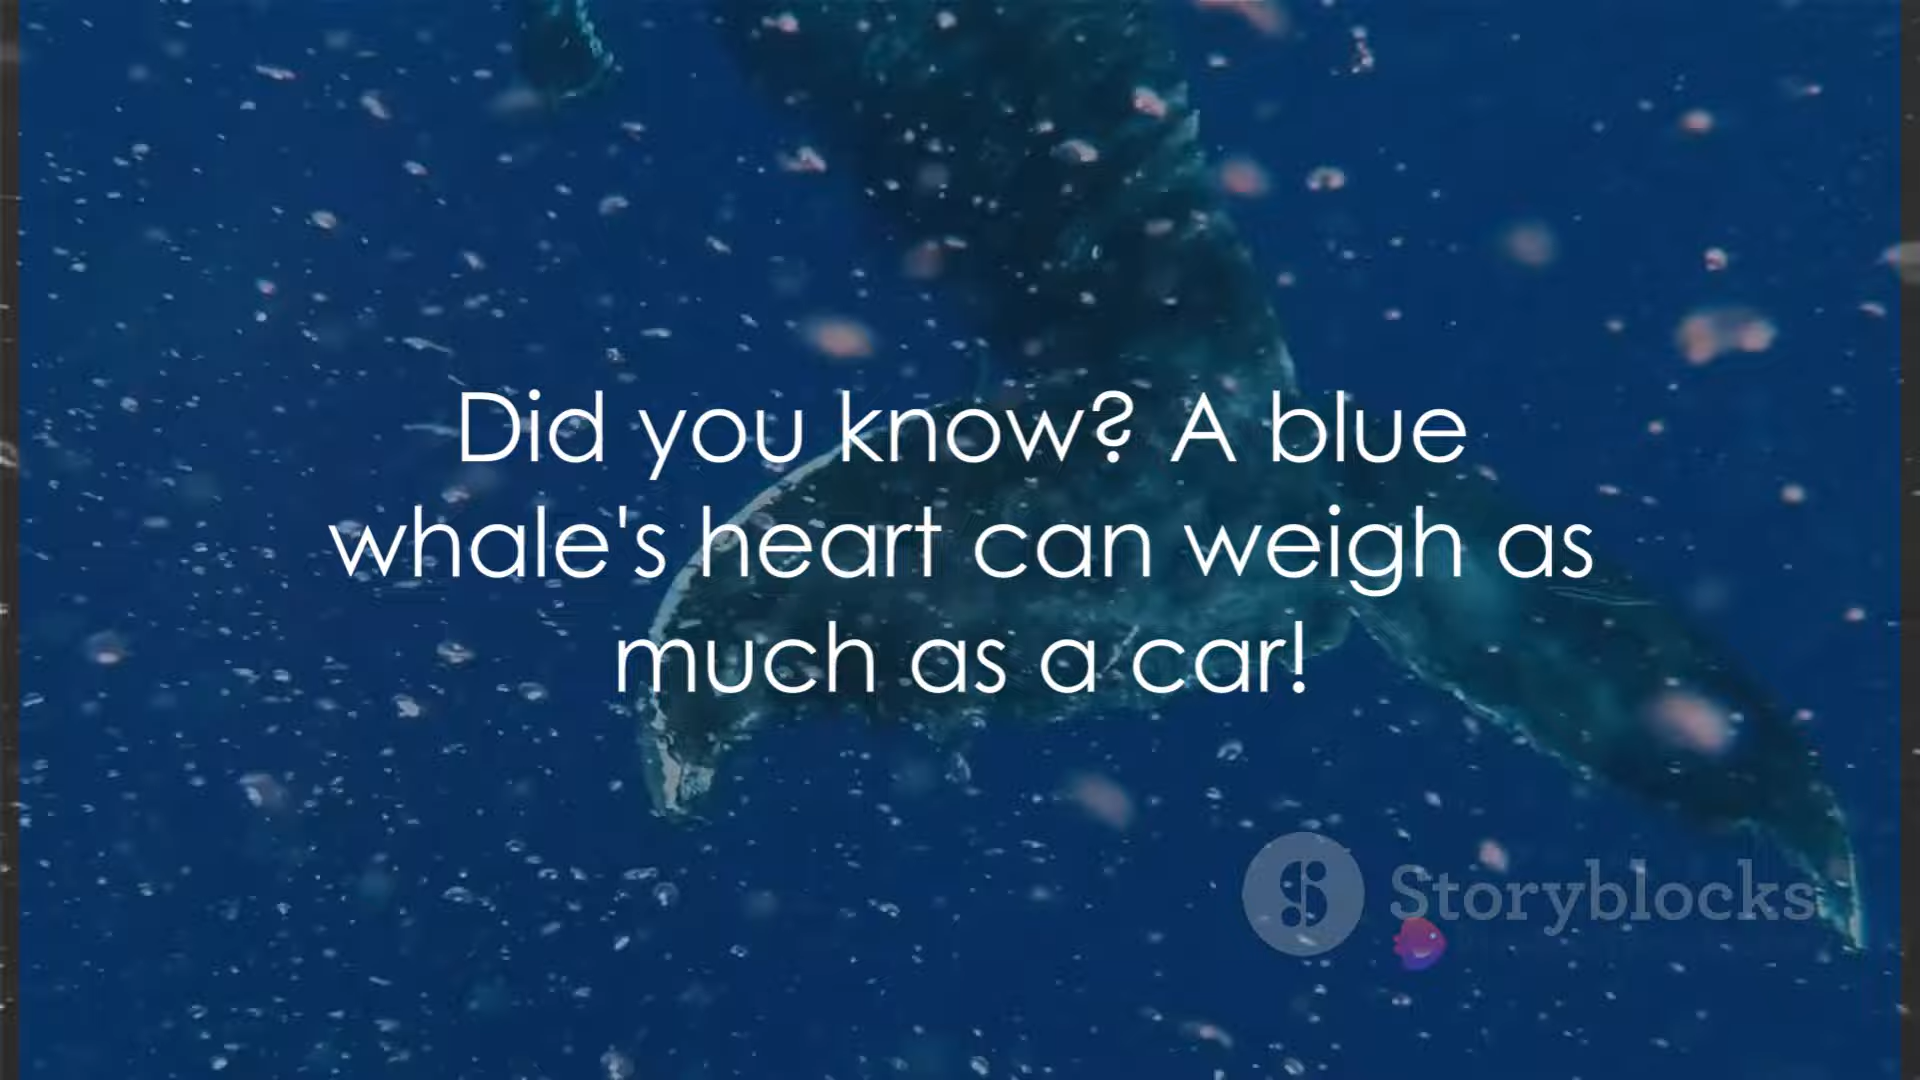 Did you know? A blue
whale's heart can weigh as
much as a car!
Storyblocks